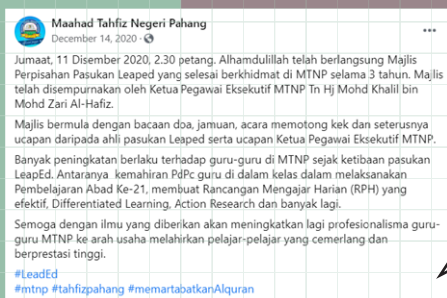 Maahad Tahfiz Negeri Pahang
December 14, 2020 ·
Jumaat, 11 Disember 2020, 2.30 petang. Alhamdulillah telah berlangsung Majlis
Perpisahan Pasukan Leaped yang selesai berkhidmat di MTNP selama 3 tahun. Majlis
telah disempurnakan oleh Ketua Pegawai Eksekutif MTNP Tn Hj Mohd Khalil bin
Mohd Zari Al-Hafiz.
Majlis bermula dengan bacaan doa, jamuan, acara memotong kek dan seterusnya
ucapan daripada ahli pasukan Leaped serta ucapan Ketua Pegawai Eksekutif MTNP.
Banyak peningkatan berlaku terhadap guru-guru di MTNP sejak ketibaan pasukan
LeapEd. Antaranya kemahiran PdPc guru di dalam kelas dalam melaksanakan
Pembelajaran Abad Ke-21, membuat Rancangan Mengajar Harian (RPH) yang
efektif, Differentiated Learning, Action Research dan banyak lagi.
Semoga dengan ilmu yang diberikan akan meningkatkan lagi profesionalisma guru-
guru MTNP ke arah usaha melahirkan pelajar-pelajar yang cemerlang dan
berprestasi tinggi.
#LeadEd
#mtnp #tahfizpahang #memartabatkanAlquran